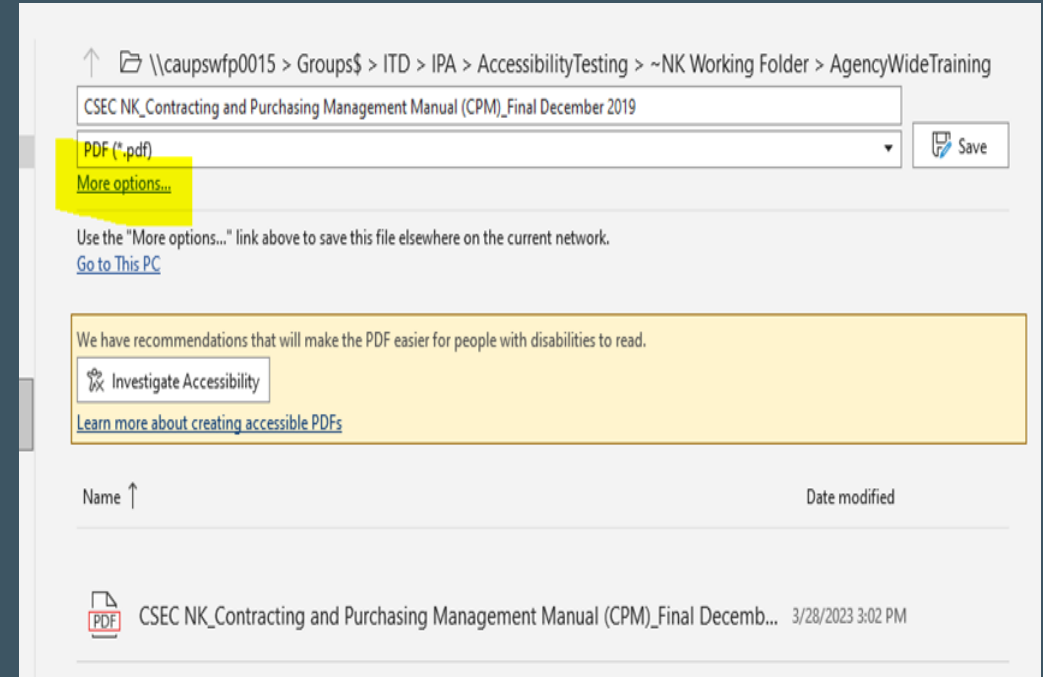 \\caupswfp0015 > Groups$ > ITD > IPA > AccessibilityTesting > ~NK Working Folder > AgencyWideTraining
CSEC NK_Contracting and Purchasing Management Manual (CPM)_Final December 2019
PDF (*.pdf)
Save
More options...
Use the "More options..." link above to save this file elsewhere on the current network.
Go to This PC
We have recommendations that will make the PDF easier for people with disabilities to read.
Investigate Accessibility
Learn more about creating accessible PDFs
Name ↑ Date modified
PDF CSEC NK_Contracting and Purchasing Management Manual (CPM)_Final Decemb... 3/28/2023 3:02 PM